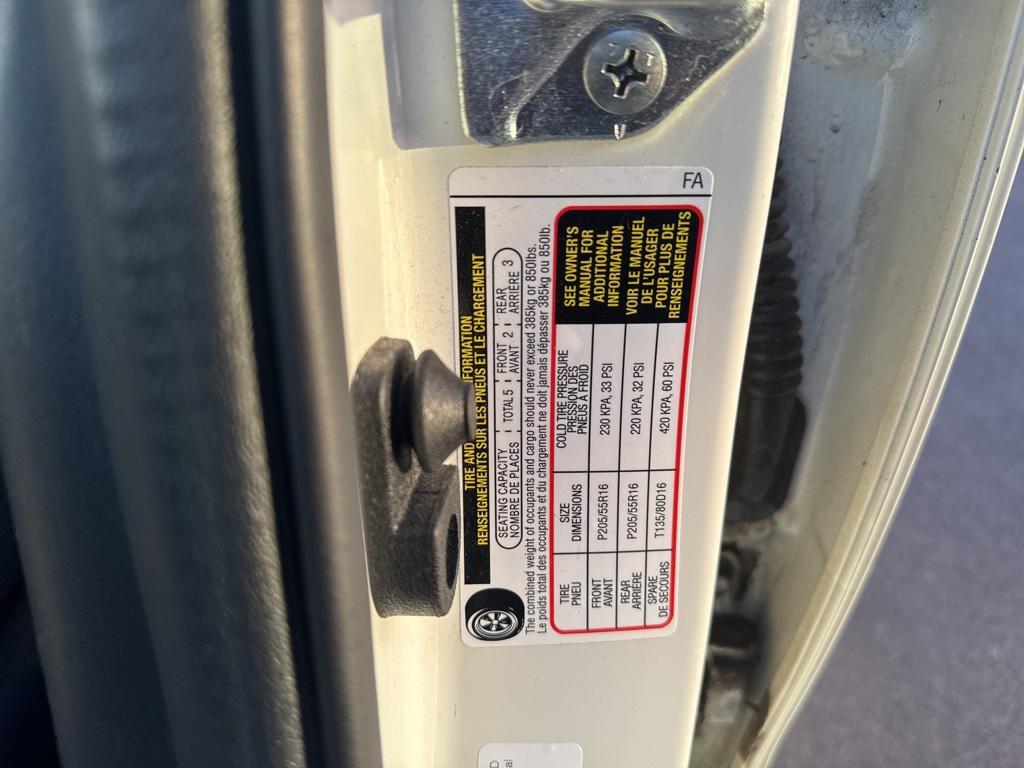 FA
TIRE AND FORMATION
RENSEIGNEMENTS SUR LES PNEUS ET LE CHARGEMENT
SEATING CAPACITY
NOMBRE DE PLACES
TOTAL 5
FRONT
AVANT 2
REAR
ARRIÈRE 3
The combined weight of occupants and cargo should never exceed 385kg or 850lbs.
Le poids total des occupants et du chargement ne doit jamais dépasser 385kg ou 850lb.
TIRE
PNEU
SIZE
DIMENSIONS
COLD TIRE PRESSURE
PRESSION DES
PNEUS À FROID
SEE OWNER'S
MANUAL FOR
ADDITIONAL
INFORMATION
VOIR LE MANUEL
DE L'USAGER
POUR PLUS DE
RENSEIGNEMENTS
FRONT
AVANT
P205/55R16
230 KPA, 33 PSI
REAR
ARRIÈRE
P205/55R16
220 KPA, 32 PSI
SPARE
DE SECOURS
T135/80D16
420 KPA, 60 PSI